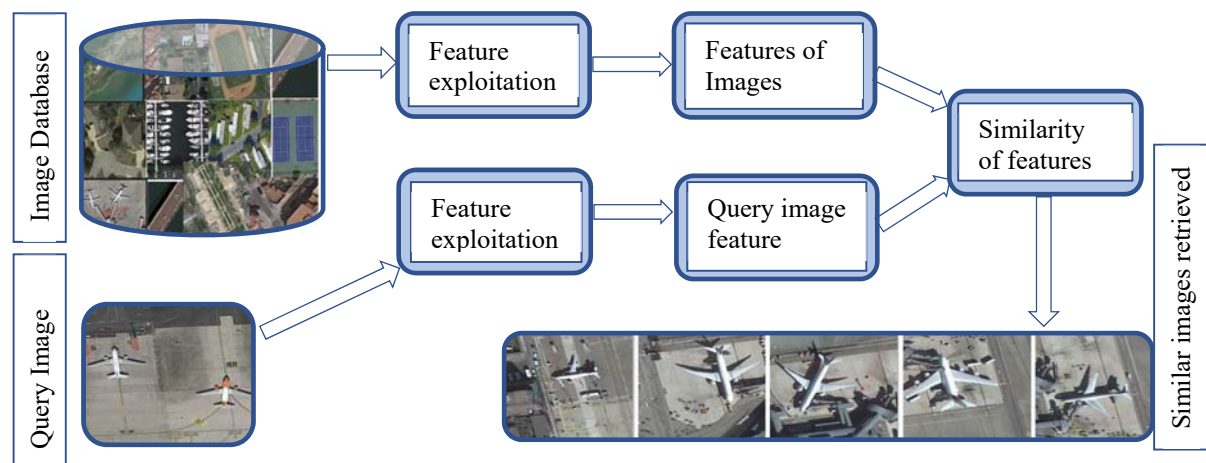 Image Database
Feature
exploitation
Features of
Images
Similarity
of features
Query Image
Feature
exploitation
Query image
feature
Similar images retrieved